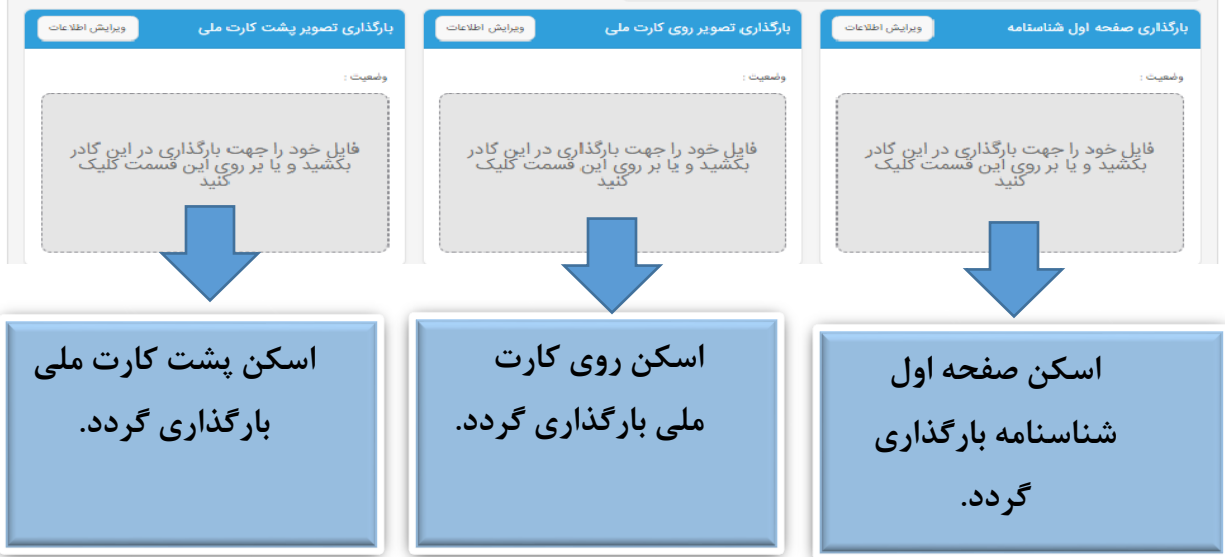 بارگذاری صفحه اول شناسنامه
ویرایش اطلاعات
وضعیت :
فایل خود را جهت بارگذاری در این کادر
بکشید و یا بر روی این قسمت کلیک
کنید
اسکن صفحه اول
شناسنامه بارگذاری
گردد.
بارگذاری تصویر روی کارت ملی
ویرایش اطلاعات
وضعیت :
فایل خود را جهت بارگذاری در این کادر
بکشید و یا بر روی این قسمت کلیک
کنید
اسکن روی کارت
ملی بارگذاری گردد.
بارگذاری تصویر پشت کارت ملی
ویرایش اطلاعات
وضعیت :
فایل خود را جهت بارگذاری در این کادر
بکشید و یا بر روی این قسمت کلیک
کنید
اسکن پشت کارت ملی
بارگذاری گردد.